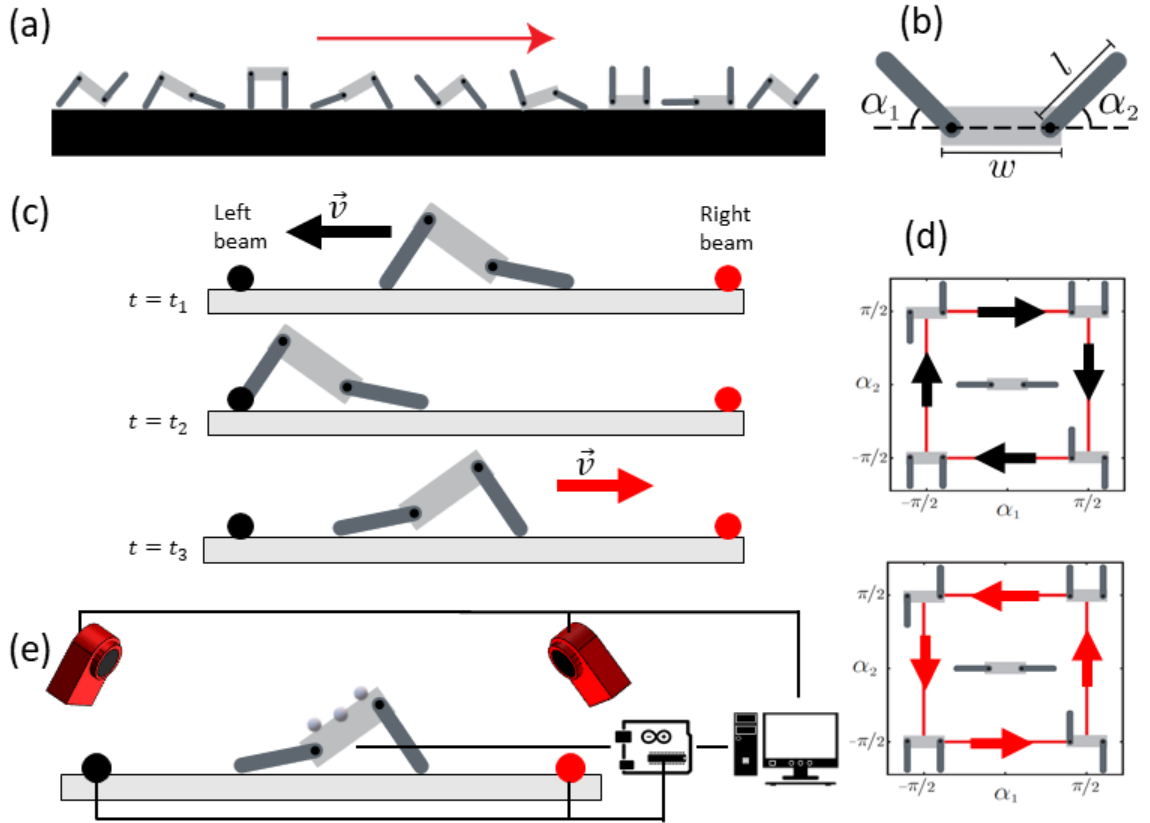 (a)
(b)
l
α₁
α₂
w
(c)
Left
beam
v⃗
Right
beam
t = t₁
t = t₂
v⃗
t = t₃
(d)
π/2
α₂
−π/2
−π/2
α₁
π/2
π/2
α₂
−π/2
−π/2
α₁
π/2
(e)